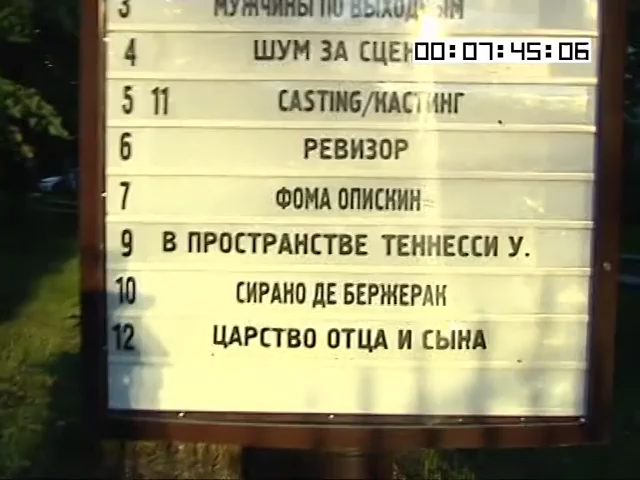 3 МУЖЧИНЫ ПО ВЫХОДНЫМ
4 ШУМ ЗА СЦЕНОЙ
00:07:45:06
5 11 CASTING/КАСТИНГ
6 РЕВИЗОР
7 ФОМА ОПИСКИН
9 В ПРОСТРАНСТВЕ ТЕННЕССИ У.
10 СИРАНО ДЕ БЕРЖЕРАК
12 ЦАРСТВО ОТЦА И СЫНА